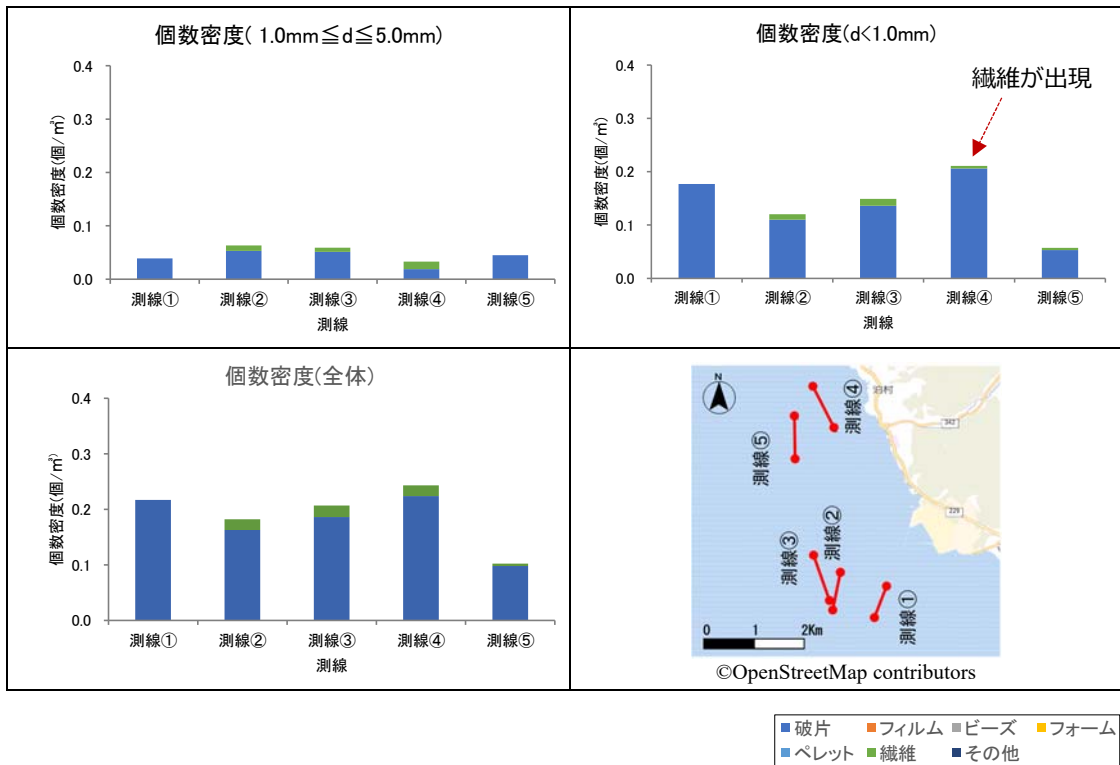 個数密度( 1.0mm≦d≦5.0mm)
個数密度(個/㎥)
0.4
0.3
0.2
0.1
0.0
測線① 測線② 測線③ 測線④ 測線⑤
測線
個数密度(d<1.0mm)
繊維が出現
個数密度(個/㎥)
0.4
0.3
0.2
0.1
0.0
測線① 測線② 測線③ 測線④ 測線⑤
測線
個数密度(全体)
個数密度(個/㎥)
0.4
0.3
0.2
0.1
0.0
測線① 測線② 測線③ 測線④ 測線⑤
測線
N
泊村
342
229
測線④
測線⑤
測線②
測線③
測線①
0 1 2Km
©OpenStreetMap contributors
破片 フィルム ビーズ フォーム
ペレット 繊維 その他